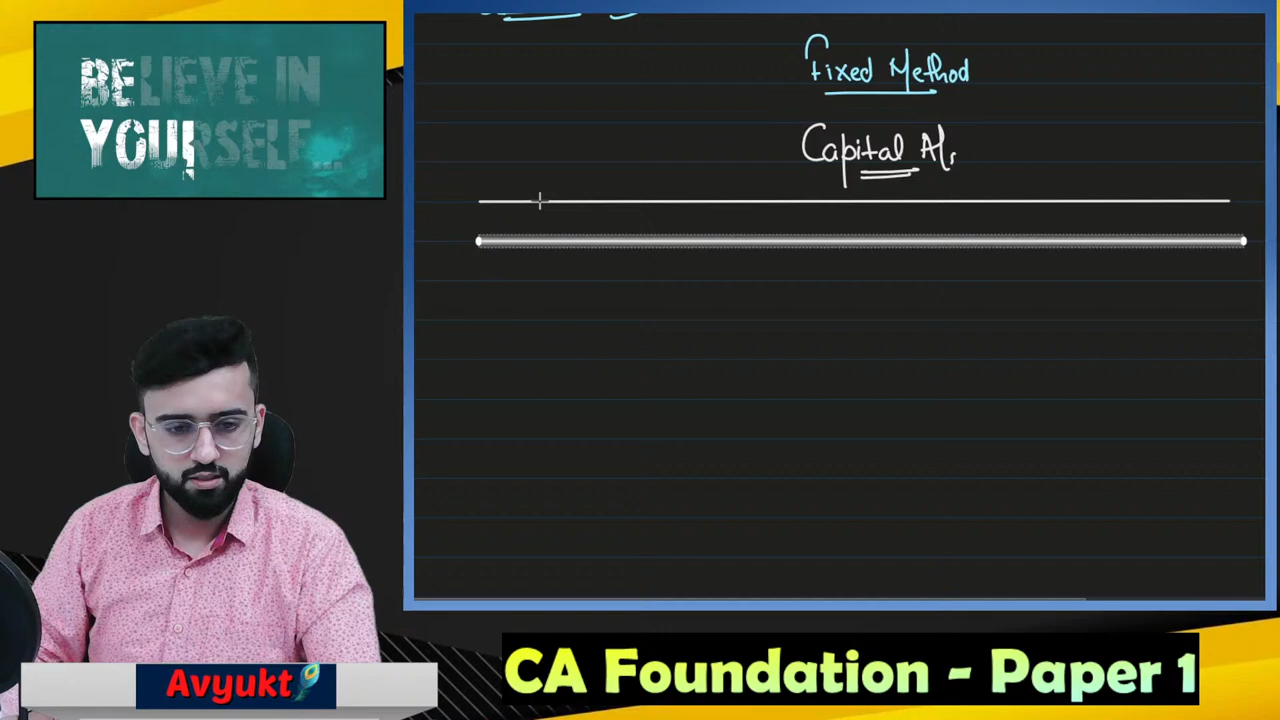 BELIEVE IN
YOURSELF...
Fixed Method
Capital A/c
Avyukt
CA Foundation - Paper 1